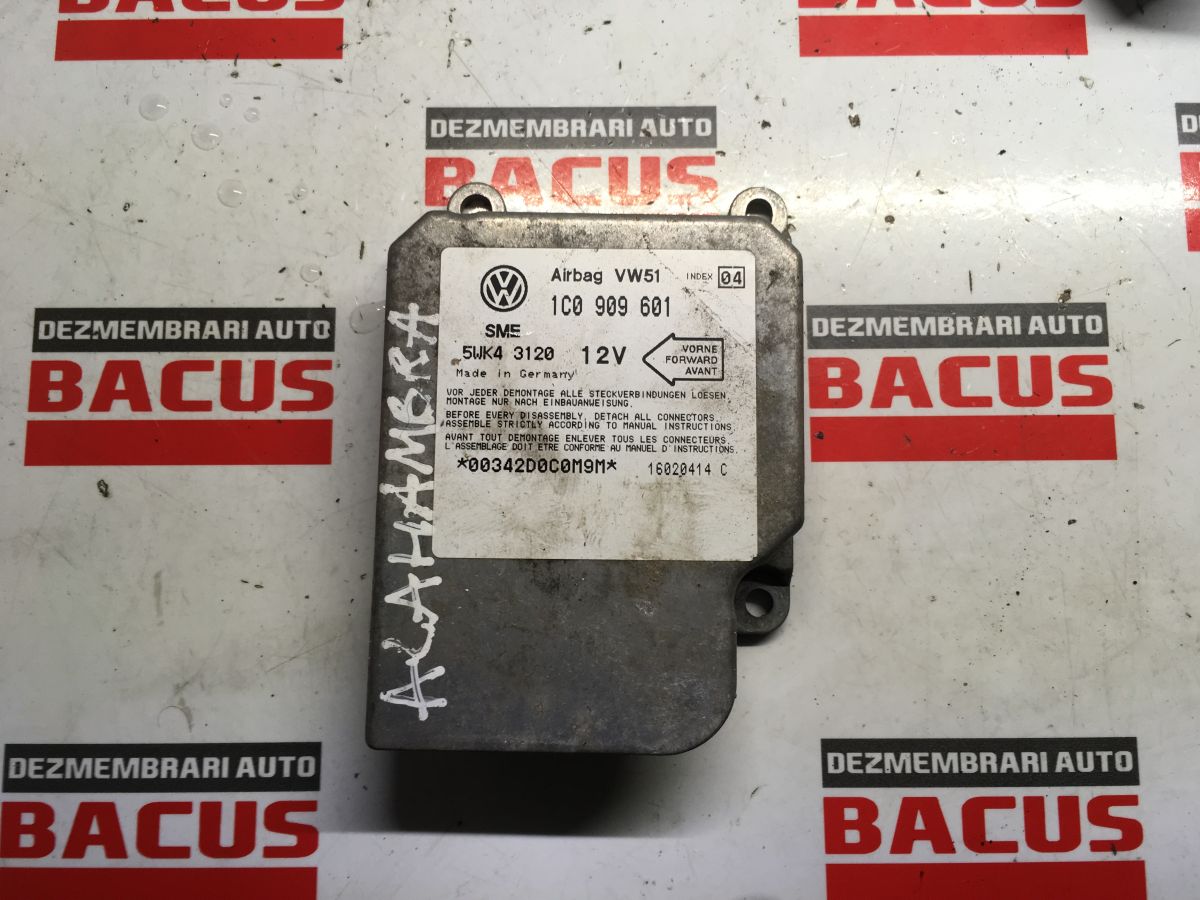 BACUS
BACUS
DEZMEMBRARI AUTO
BACUS
DEZMEMBRARI AUTO
BACUS
DEZMEMBRARI AUTO
BACUS
Airbag VW51 INDEX 04
1C0 909 601
SME
5WK4 3120 12V
VORNE
FORWARD
AVANT
Made in Germany
VOR JEDER DEMONTAGE ALLE STECKVERBINDUNGEN LOESEN
MONTAGE NUR NACH EINBAUANWEISUNG.
BEFORE EVERY DISASSEMBLY, DETACH ALL CONNECTORS.
ASSEMBLE STRICTLY ACCORDING TO MANUAL INSTRUCTIONS
AVANT TOUT DEMONTAGE ENLEVER TOUS LES CONNECTEURS.
L'ASSEMBLAGE DOIT ETRE CONFORME AU MANUEL D'INSTRUCTIONS.
*00342D0C0M9M* 16020414 C
ALAHAMBRA
DEZMEMBRARI AUTO
BACUS
DEZMEMBRARI AUTO
BACUS